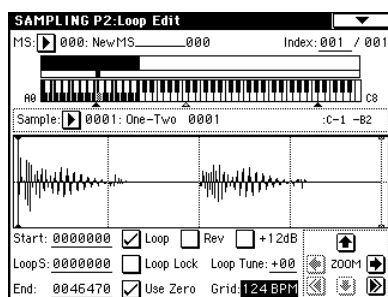 SAMPLING P2:Loop Edit
MS: 000: NewMS_____000 Index: 001 / 001
A0 C8
Sample: 0001: One-Two 0001 :C-1 -B2
Start: 0000000 Loop Rev +12dB
LoopS: 0000000 Loop Lock Loop Tune: +00 ZOOM
End: 0046470 Use Zero Grid: 124 BPM